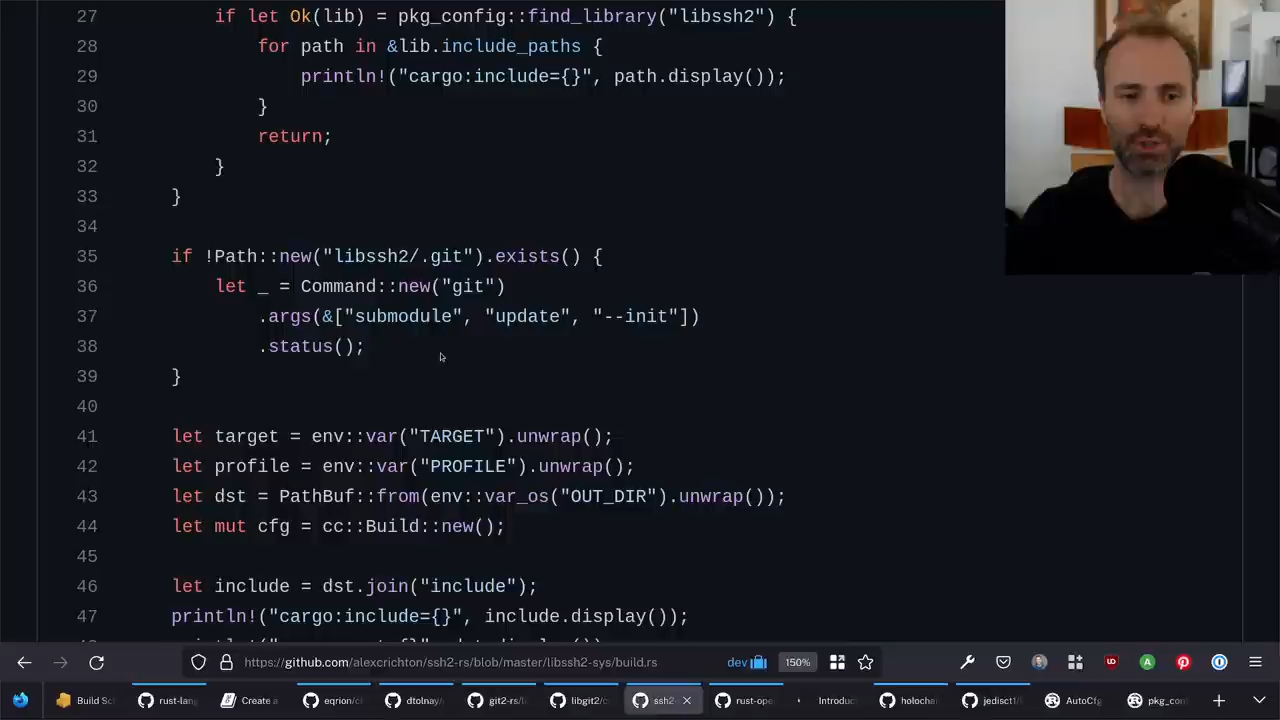 27 if let Ok(lib) = pkg_config::find_library("libssh2") {
28 for path in &lib.include_paths {
29 println!("cargo:include={}", path.display());
30 }
31 return;
32 }
33 }
34
35 if !Path::new("libssh2/.git").exists() {
36 let _ = Command::new("git")
37 .args(&["submodule", "update", "--init"])
38 .status();
39 }
40
41 let target = env::var("TARGET").unwrap();
42 let profile = env::var("PROFILE").unwrap();
43 let dst = PathBuf::from(env::var_os("OUT_DIR").unwrap());
44 let mut cfg = cc::Build::new();
45
46 let include = dst.join("include");
47 println!("cargo:include={}", include.display());
https://github.com/alexcrichton/ssh2-rs/blob/master/libssh2-sys/build.rs dev 150%
Build Sc rust-lang Create a eqrion/c dtolnay/ git2-rs/l libgit2/c ssh2- rust-ope Introduc holochai jedisct1/l AutoCfg pkg_con